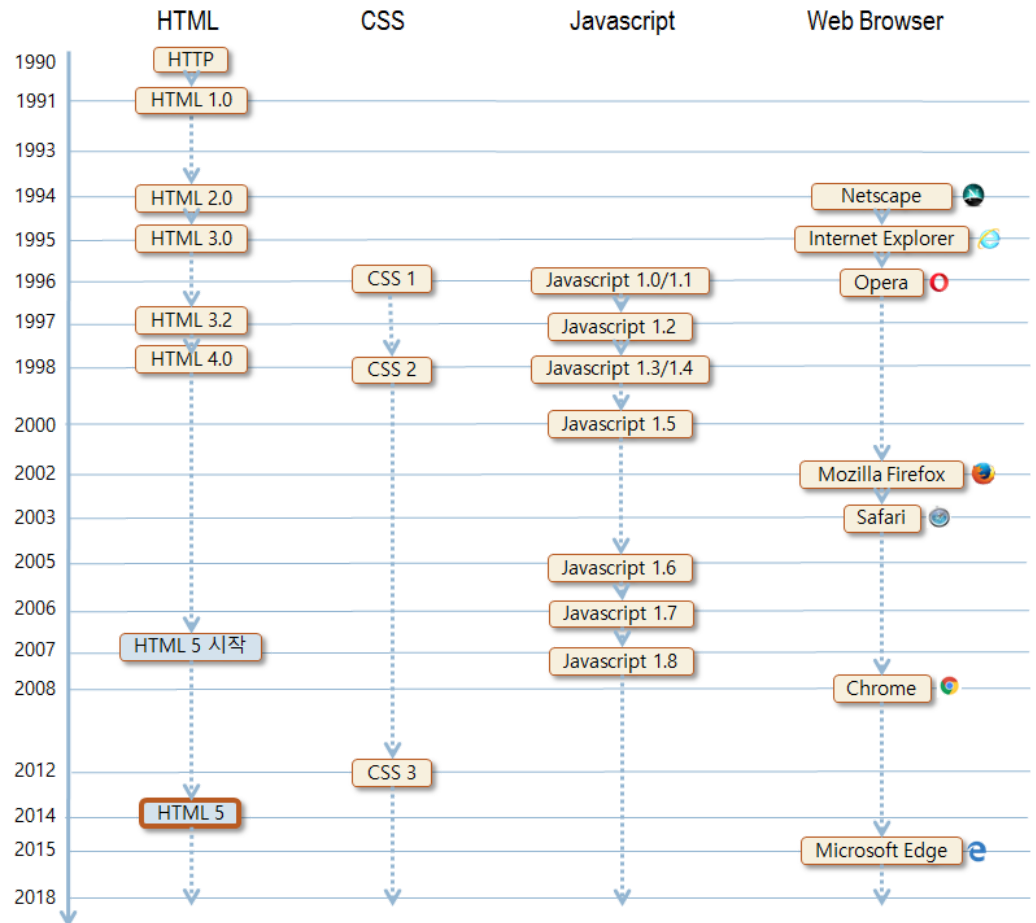 HTML CSS Javascript Web Browser
1990 HTTP
1991 HTML 1.0
1993
1994 HTML 2.0 Netscape
1995 HTML 3.0 Internet Explorer
1996 CSS 1 Javascript 1.0/1.1 Opera
1997 HTML 3.2 Javascript 1.2
1998 HTML 4.0 CSS 2 Javascript 1.3/1.4
2000 Javascript 1.5
2002 Mozilla Firefox
2003 Safari
2005 Javascript 1.6
2006 Javascript 1.7
2007 HTML 5 시작 Javascript 1.8
2008 Chrome
2012 CSS 3
2014 HTML 5
2015 Microsoft Edge
2018